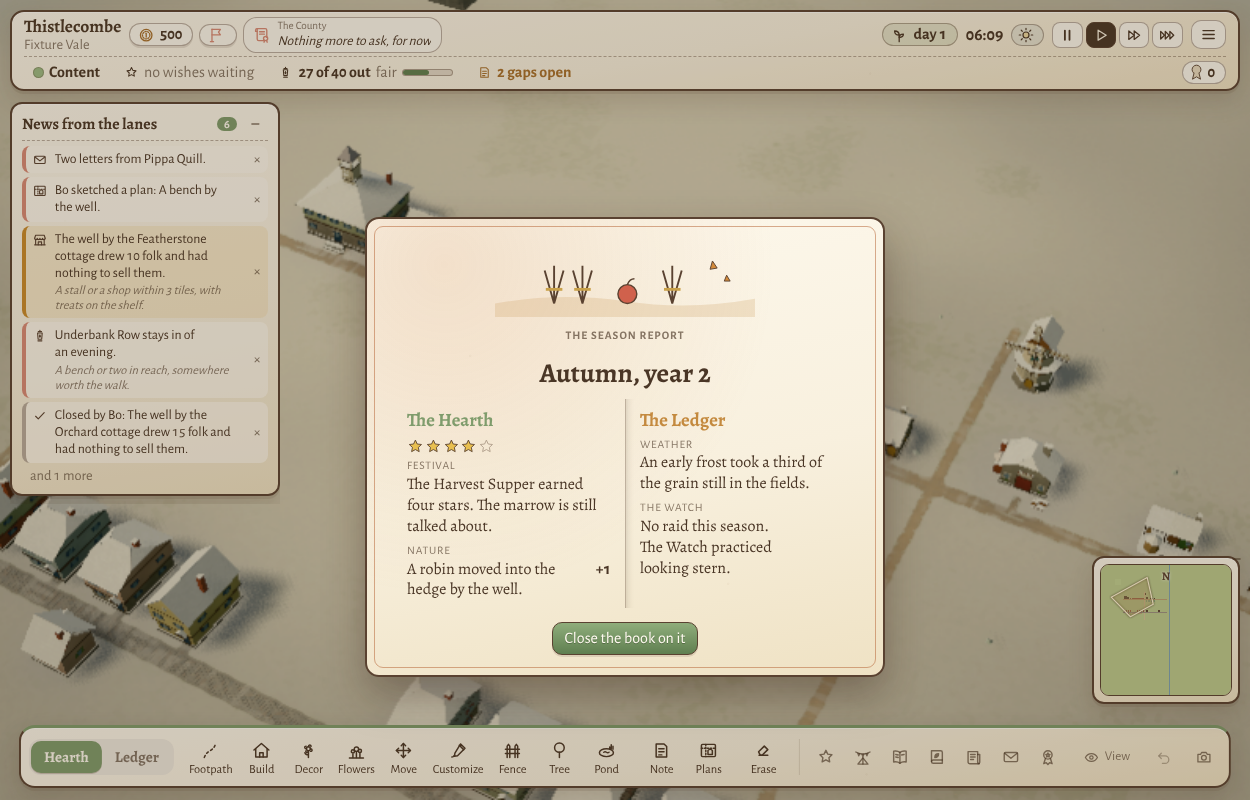 Thistlecombe
Fixture Vale
500
The County
Nothing more to ask, for now
day 1
06:09
Content
no wishes waiting
27 of 40 out fair
2 gaps open
0
News from the lanes
6
Two letters from Pippa Quill.
Bo sketched a plan: A bench by
the well.
The well by the Featherstone
cottage drew 10 folk and had
nothing to sell them.
A stall or a shop within 3 tiles, with
treats on the shelf.
Underbank Row stays in of
an evening.
A bench or two in reach, somewhere
worth the walk.
Closed by Bo: The well by the
Orchard cottage drew 15 folk and
had nothing to sell them.
and 1 more
THE SEASON REPORT
Autumn, year 2
The Hearth
FESTIVAL
The Harvest Supper earned
four stars. The marrow is still
talked about.
NATURE
A robin moved into the
hedge by the well.
+1
The Ledger
WEATHER
An early frost took a third of
the grain still in the fields.
THE WATCH
No raid this season.
The Watch practiced
looking stern.
Close the book on it
N
Hearth
Ledger
Footpath
Build
Decor
Flowers
Move
Customize
Fence
Tree
Pond
Note
Plans
Erase
View